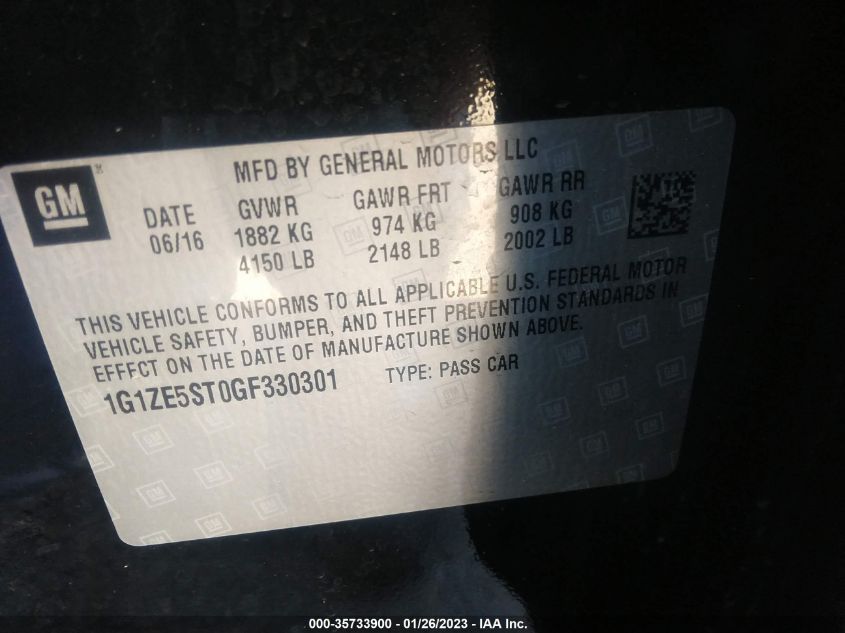 MFD BY GENERAL MOTORS LLC
GM
DATE GVWR GAWR FRT GAWR RR
06/16 1882 KG 974 KG 908 KG
4150 LB 2148 LB 2002 LB
THIS VEHICLE CONFORMS TO ALL APPLICABLE U.S. FEDERAL MOTOR
VEHICLE SAFETY, BUMPER, AND THEFT PREVENTION STANDARDS IN
EFFECT ON THE DATE OF MANUFACTURE SHOWN ABOVE.
1G1ZE5ST0GF330301 TYPE: PASS CAR
000-35733900 - 01/26/2023 - IAA Inc.